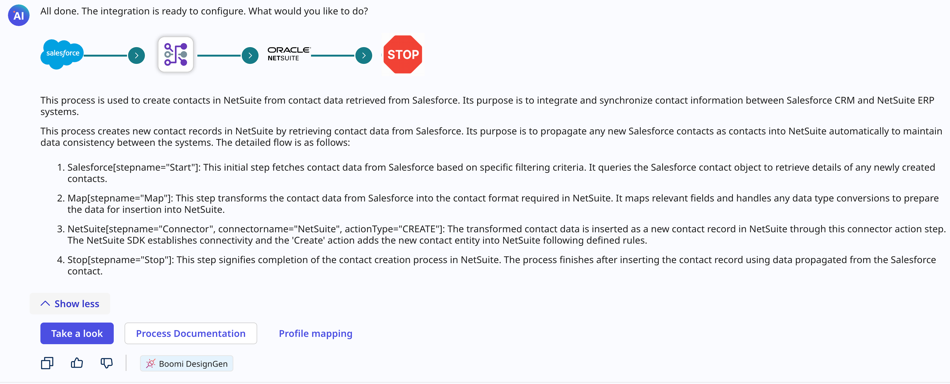 AI
All done. The integration is ready to configure. What would you like to do?
salesforce
ORACLE
NETSUITE
STOP
This process is used to create contacts in NetSuite from contact data retrieved from Salesforce. Its purpose is to integrate and synchronize contact information between Salesforce CRM and NetSuite ERP
systems.
This process creates new contact records in NetSuite by retrieving contact data from Salesforce. Its purpose is to propagate any new Salesforce contacts as contacts into NetSuite automatically to maintain
data consistency between the systems. The detailed flow is as follows:
1. Salesforce[stepname="Start"]: This initial step fetches contact data from Salesforce based on specific filtering criteria. It queries the Salesforce contact object to retrieve details of any newly created
contacts.
2. Map[stepname="Map"]: This step transforms the contact data from Salesforce into the contact format required in NetSuite. It maps relevant fields and handles any data type conversions to prepare
the data for insertion into NetSuite.
3. NetSuite[stepname="Connector", connectorname="NetSuite", actionType="CREATE"]: The transformed contact data is inserted as a new contact record in NetSuite through this connector action step.
The NetSuite SDK establishes connectivity and the 'Create' action adds the new contact entity into NetSuite following defined rules.
4. Stop[stepname="Stop"]: This step signifies completion of the contact creation process in NetSuite. The process finishes after inserting the contact record using data propagated from the Salesforce
contact.
Show less
Take a look
Process Documentation
Profile mapping
Boomi DesignGen